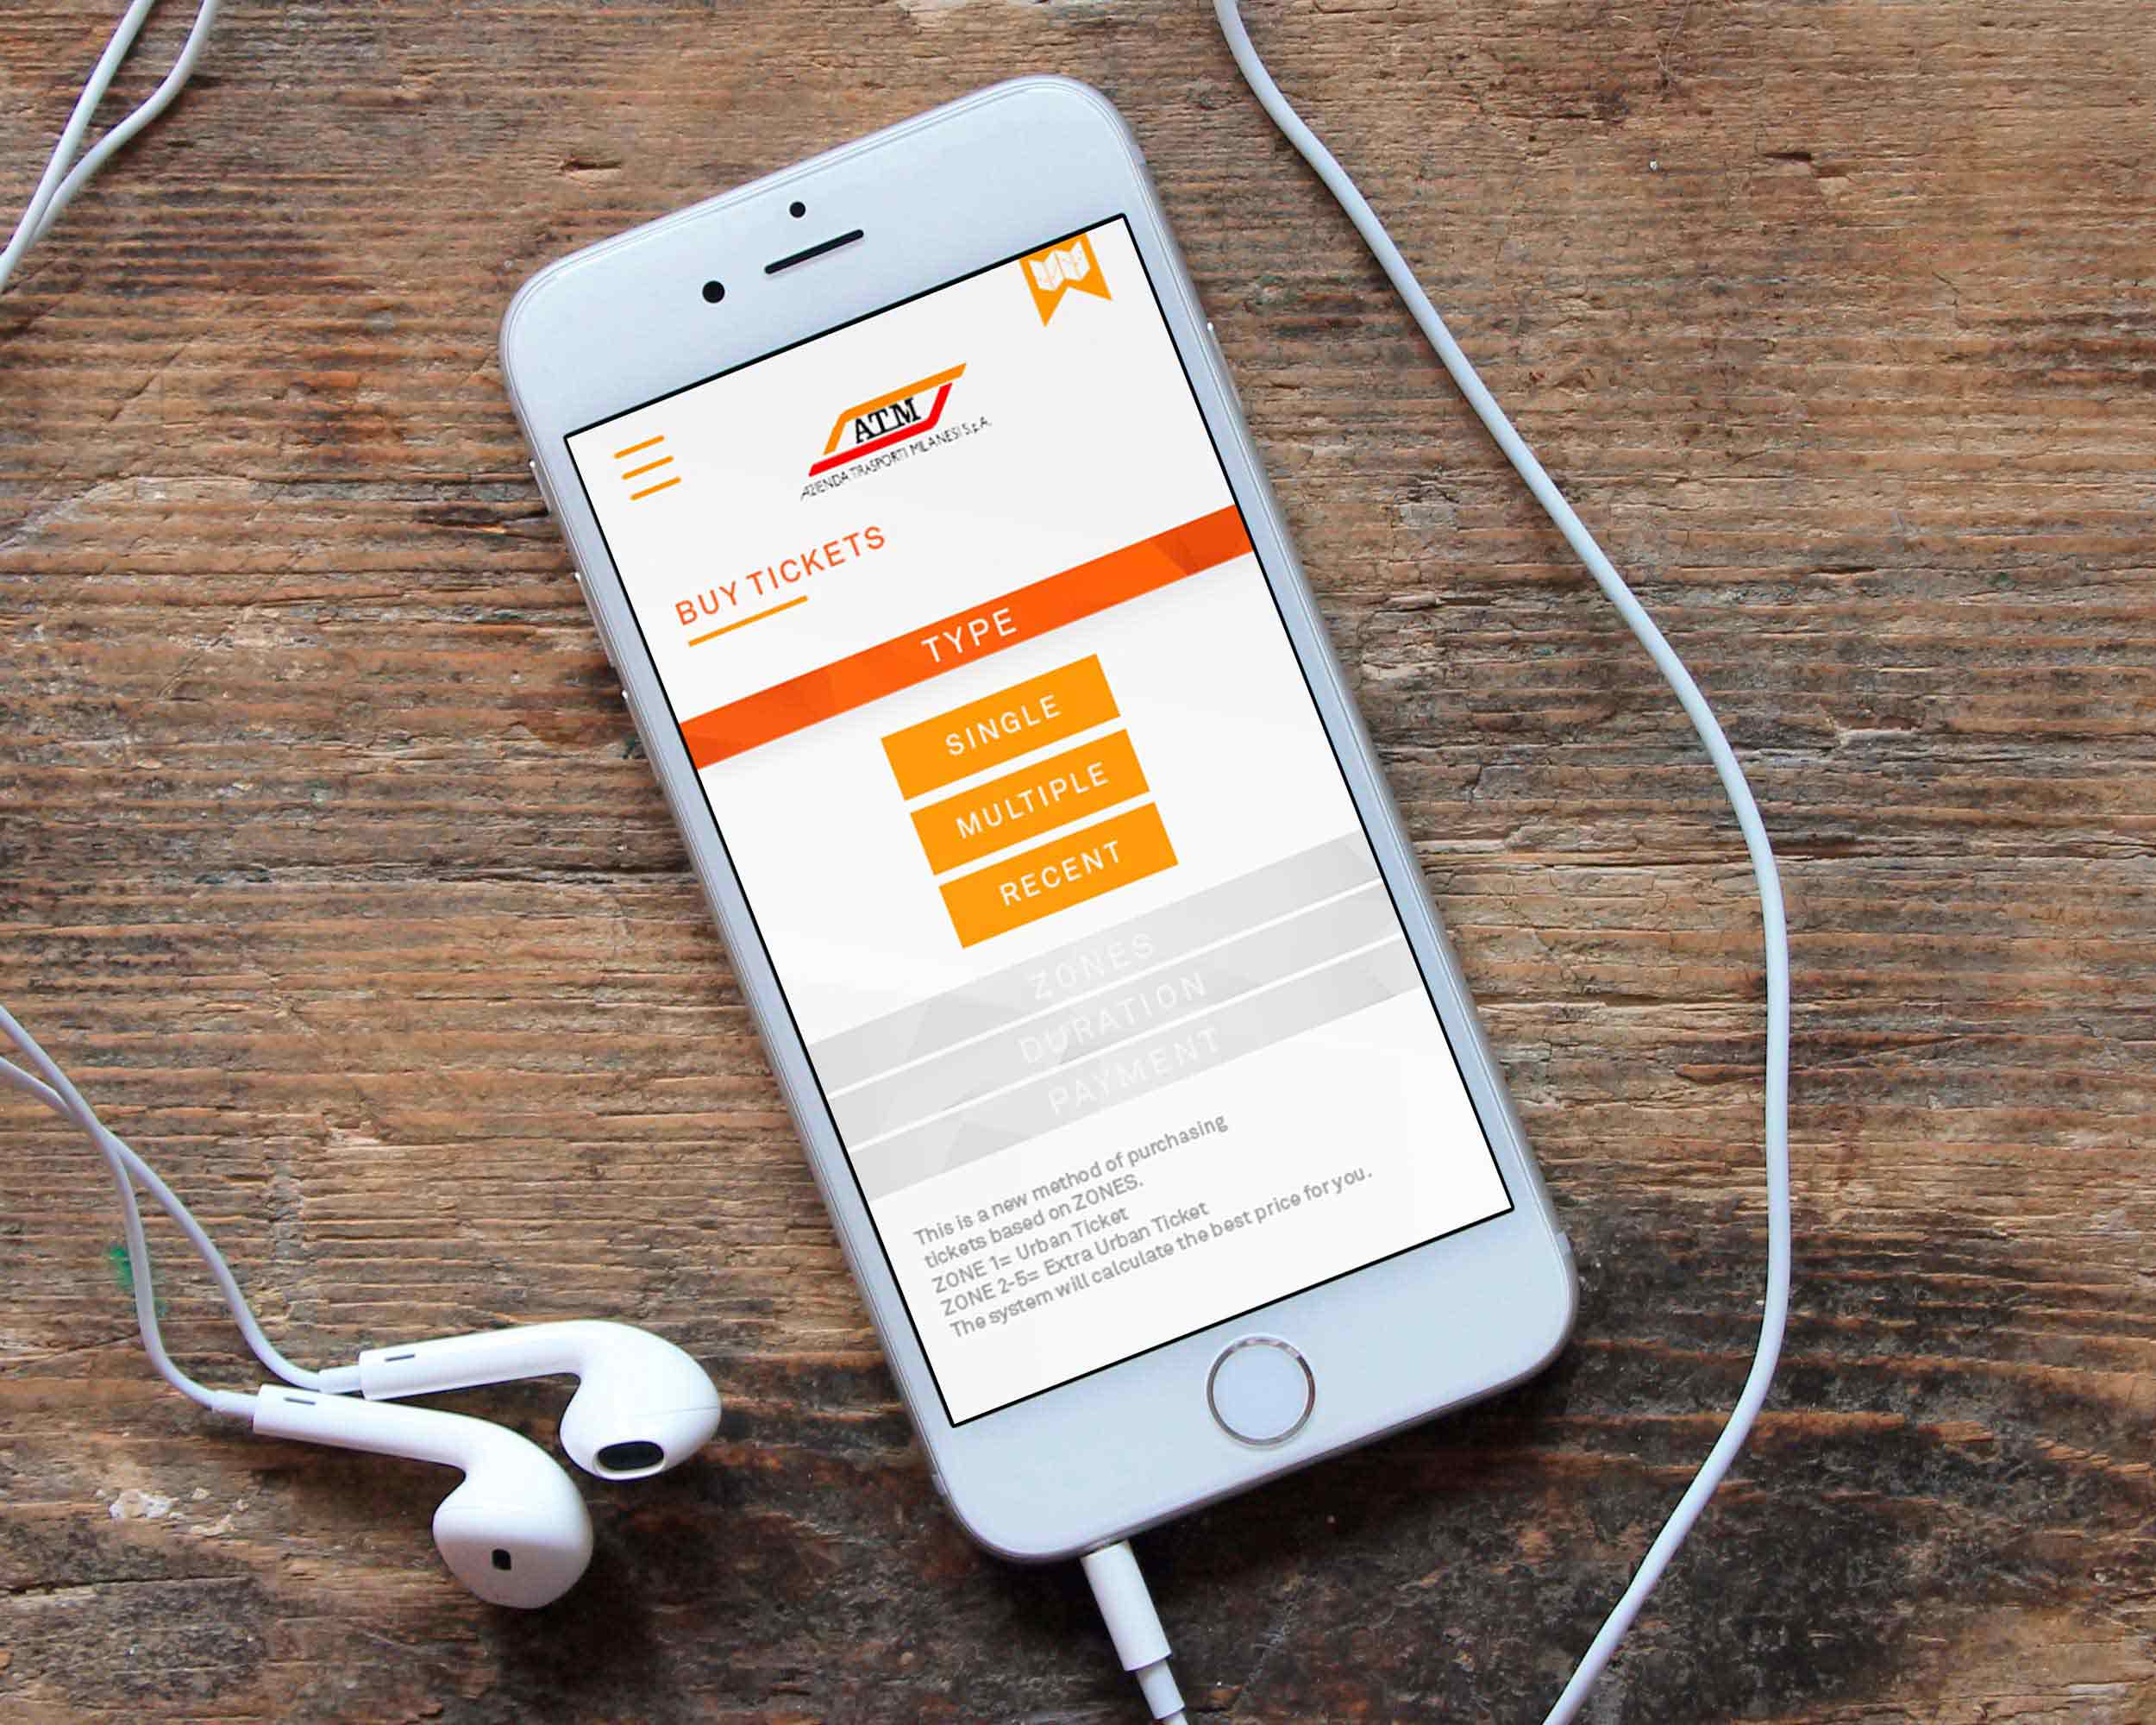 ATM
AZIENDA TRASPORTI MILANESI S.p.A.
BUY TICKETS
TYPE
SINGLE
MULTIPLE
RECENT
ZONES
DURATION
PAYMENT
This is a new method of purchasing
tickets based on ZONES.
ZONE 1= Urban Ticket
ZONE 2-5= Extra Urban Ticket
The system will calculate the best price for you.